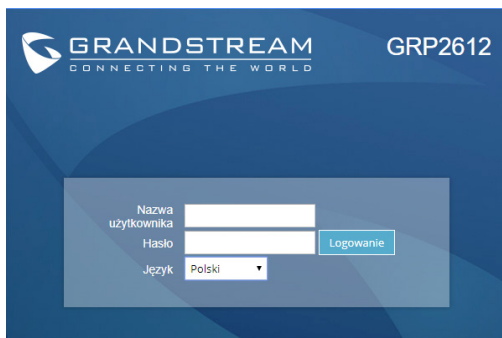 GRANDSTREAM
CONNECTING THE WORLD
GRP2612
Nazwa
użytkownika
Hasło
Logowanie
Język
Polski